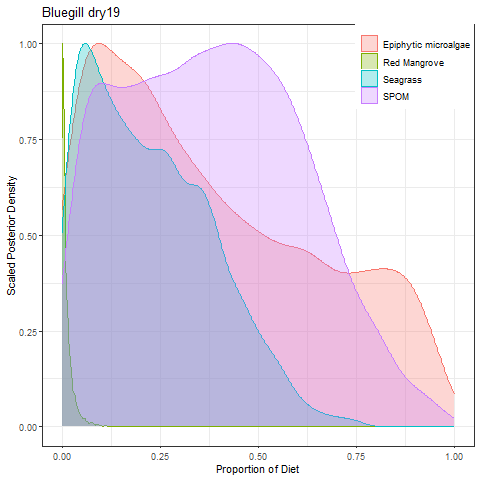 Bluegill dry19
Epiphytic microalgae
Red Mangrove
Seagrass
SPOM
Scaled Posterior Density
1.00
0.75
0.50
0.25
0.00
0.00 0.25 0.50 0.75 1.00
Proportion of Diet